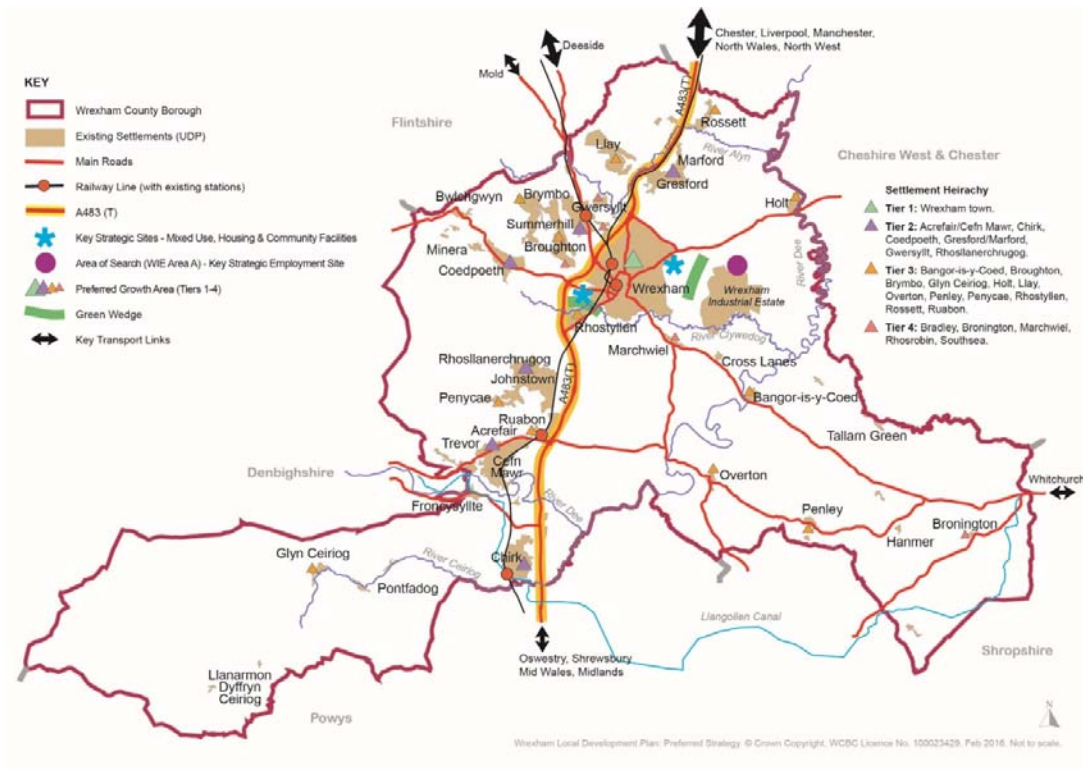 Chester, Liverpool, Manchester,
North Wales, North West
Deeside
Mold
KEY
Wrexham County Borough
Existing Settlements (UDP)
Main Roads
Railway Line (with existing stations)
A483 (T)
Key Strategic Sites - Mixed Use, Housing & Community Facilities
Area of Search (WIE Area A) - Key Strategic Employment Site
Preferred Growth Area (Tiers 1-4)
Green Wedge
Key Transport Links
Flintshire
A483(T)
Rossett
Llay
River Alyn
Marford
Gresford
Cheshire West & Chester
Settlement Heirachy
Tier 1: Wrexham town.
Tier 2: Acrefair/Cefn Mawr, Chirk,
Coedpoeth, Gresford/Marford,
Gwersyllt, Rhosllanerchrugog.
Tier 3: Bangor-is-y-Coed, Broughton,
Brymbo, Glyn Ceiriog, Holt, Llay,
Overton, Penley, Penycae, Rhostyllen,
Rossett, Ruabon.
Tier 4: Bradley, Bronington, Marchwiel,
Rhosrobin, Southsea.
Bwlchgwyn
Brymbo
Gwersyllt
Holt
Summerhill
Broughton
Minera
Coedpoeth
River Dee
Wrexham
Wrexham
Industrial Estate
Rhostyllen
River Clywedog
Marchwiel
Cross Lanes
Rhosllanerchrugog
Johnstown
A483(T)
Penycae
Bangor-is-y-Coed
Ruabon
Acrefair
Trevor
Cefn
Mawr
Tallarn Green
Denbighshire
Overton
Whitchurch
Froncysyllte
River Dee
Penley
Bronington
Hanmer
Glyn Ceiriog
River Ceiriog
Chirk
Pontfadog
Llangollen Canal
Shropshire
Oswestry, Shrewsbury
Mid Wales, Midlands
Llanarmon
Dyffryn
Ceiriog
Powys
N
Wrexham Local Development Plan: Preferred Strategy. © Crown Copyright. WCBC Licence No. 100023429. Feb 2016. Not to scale.